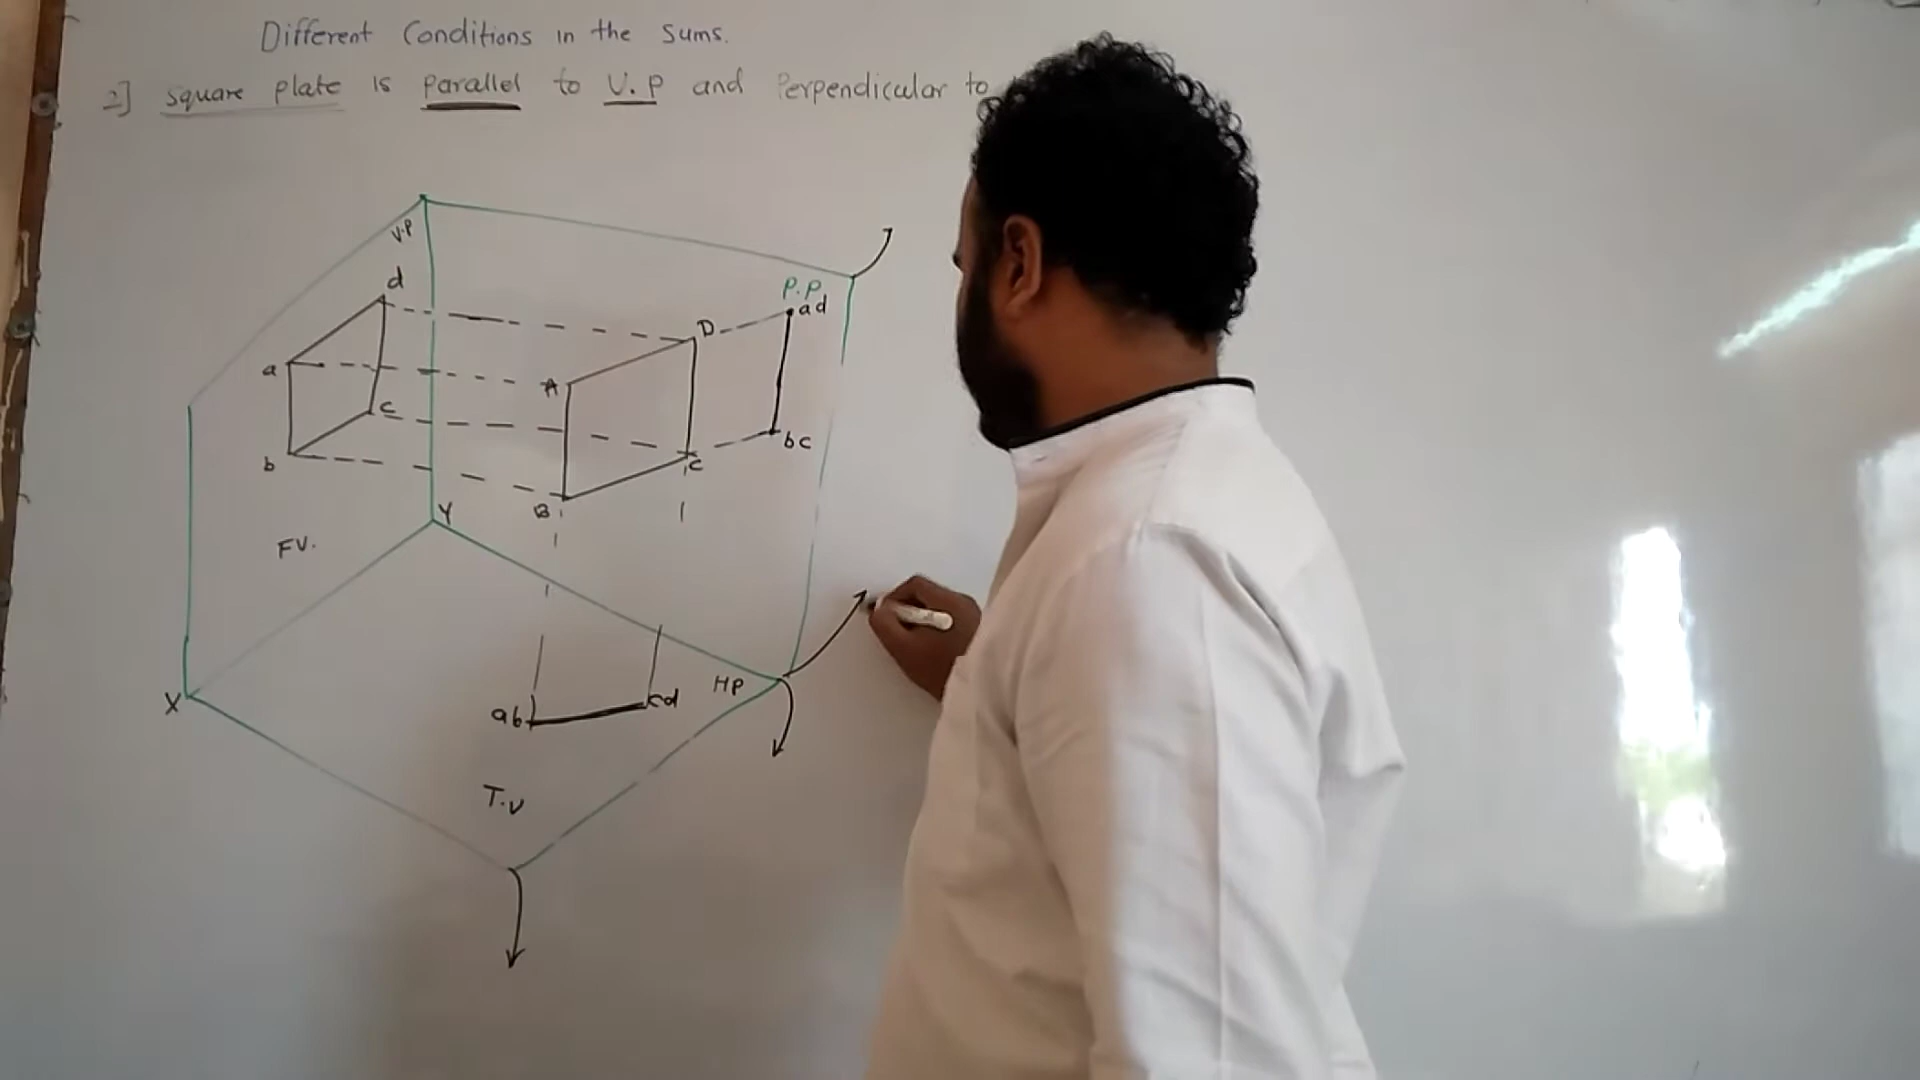 Different Conditions in the sums.
2] square plate is parallel to V.P and Perpendicular to
V.P
d
P.P
ad
D
a
A
c
bc
b
C
B
Y
FV.
HP
X
ab
cd
T.V